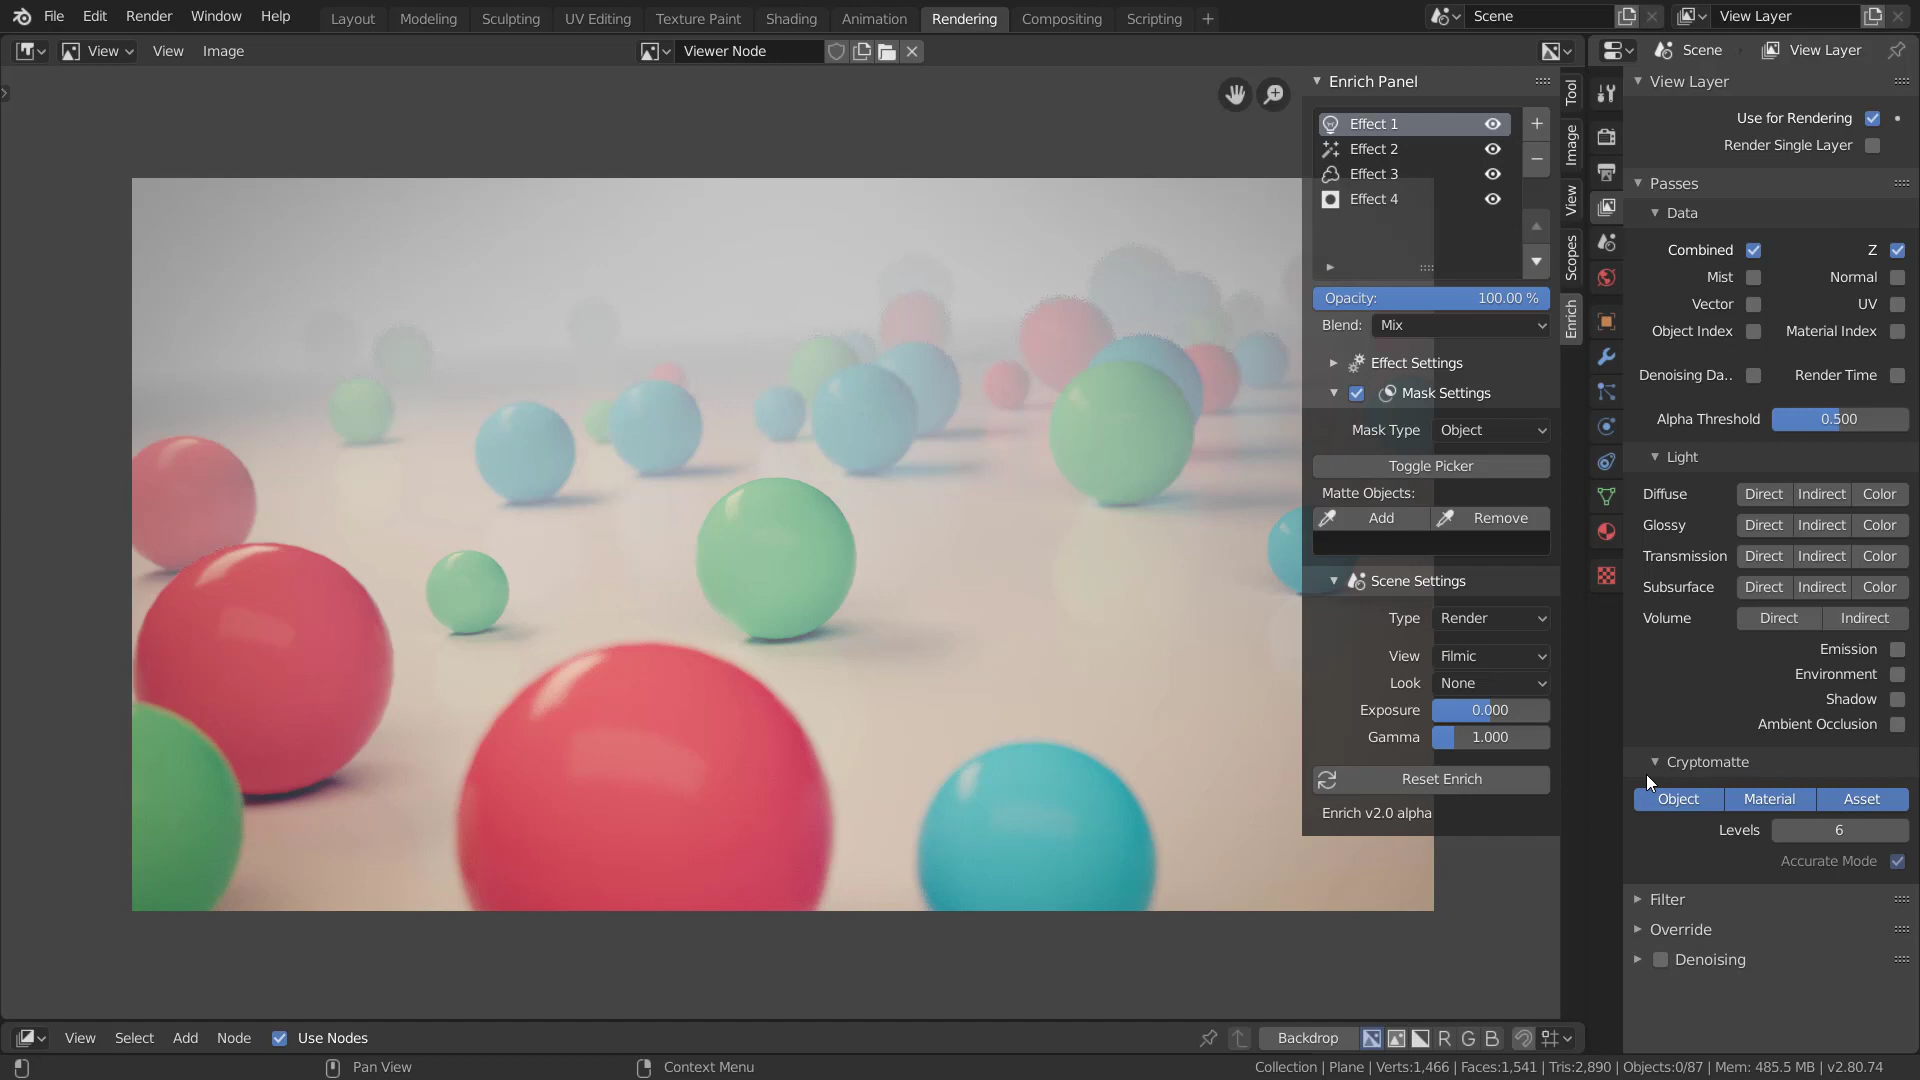 File Edit Render Window Help Layout Modeling Sculpting UV Editing Texture Paint Shading Animation Rendering Compositing Scripting + Scene View Layer
View View Image Viewer Node Scene View Layer
Enrich Panel
Effect 1
Effect 2
Effect 3
Effect 4
Opacity: 100.00 %
Blend: Mix
Effect Settings
Mask Settings
Mask Type Object
Toggle Picker
Matte Objects:
Add Remove
Scene Settings
Type Render
View Filmic
Look None
Exposure 0.000
Gamma 1.000
Reset Enrich
Enrich v2.0 alpha
Tool
Image
View
Scopes
Enrich
View Layer
Use for Rendering
Render Single Layer
Passes
Data
Combined Z
Mist Normal
Vector UV
Object Index Material Index
Denoising Da.. Render Time
Alpha Threshold 0.500
Light
Diffuse Direct Indirect Color
Glossy Direct Indirect Color
Transmission Direct Indirect Color
Subsurface Direct Indirect Color
Volume Direct Indirect
Emission
Environment
Shadow
Ambient Occlusion
Cryptomatte
Object Material Asset
Levels 6
Accurate Mode
Filter
Override
Denoising
View Select Add Node Use Nodes Backdrop R G B
Pan View Context Menu Collection | Plane | Verts:1,466 | Faces:1,541 | Tris:2,890 | Objects:0/87 | Mem: 485.5 MB | v2.80.74